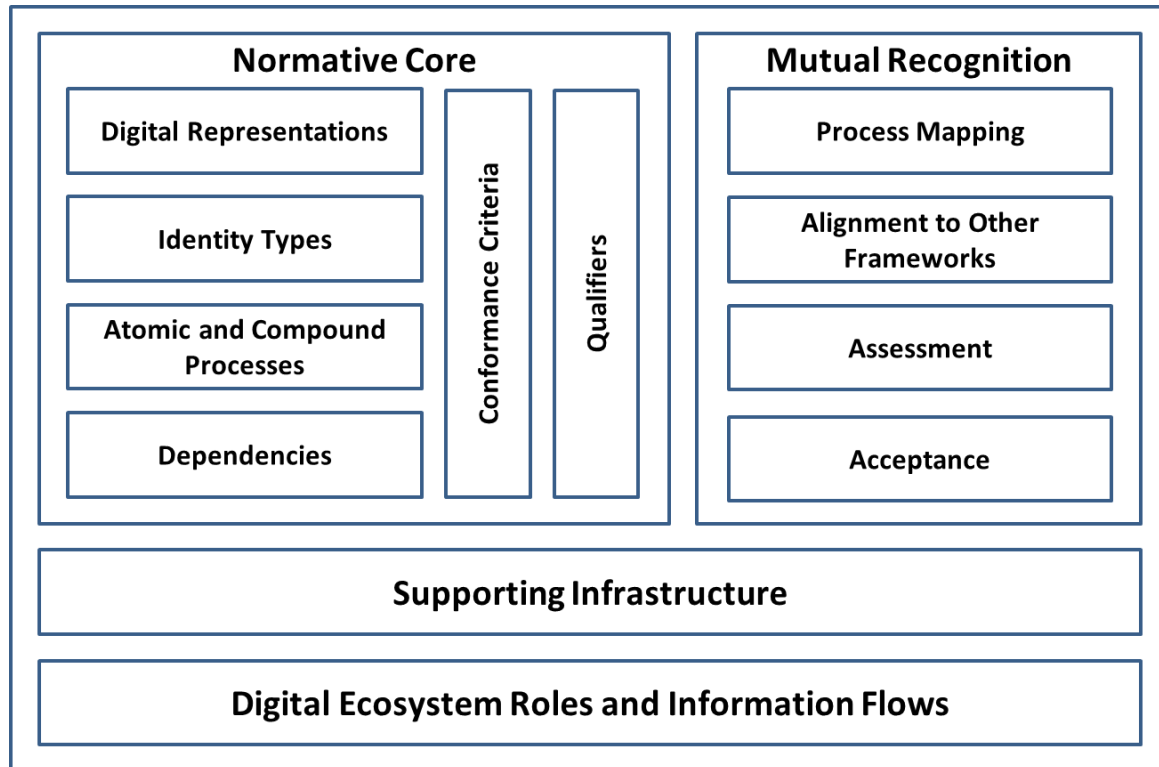 Normative Core
Digital Representations
Identity Types
Atomic and Compound
Processes
Dependencies
Conformance Criteria
Qualifiers
Mutual Recognition
Process Mapping
Alignment to Other
Frameworks
Assessment
Acceptance
Supporting Infrastructure
Digital Ecosystem Roles and Information Flows